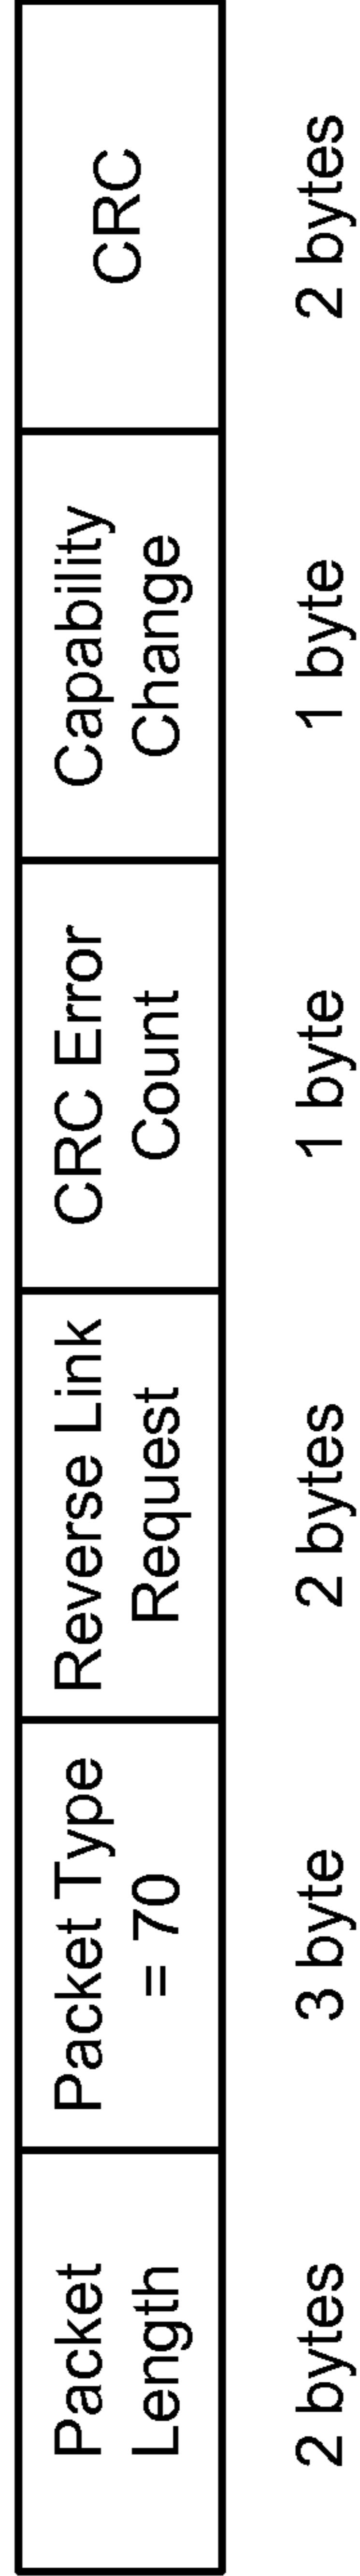 Packet
Length
Packet Type
= 70
Reverse Link
Request
CRC Error
Count
Capability
Change
CRC
2 bytes
3 byte
2 bytes
1 byte
1 byte
2 bytes